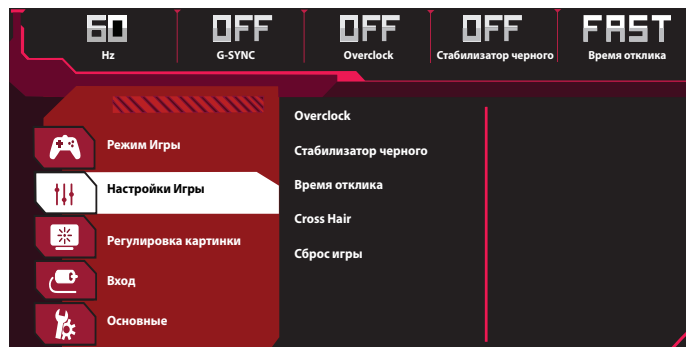 60 OFF OFF OFF FAST
Hz G-SYNC Overclock Стабилизатор черного Время отклика
Режим Игры
Настройки Игры
Регулировка картинки
Вход
Основные
Overclock
Стабилизатор черного
Время отклика
Cross Hair
Сброс игры